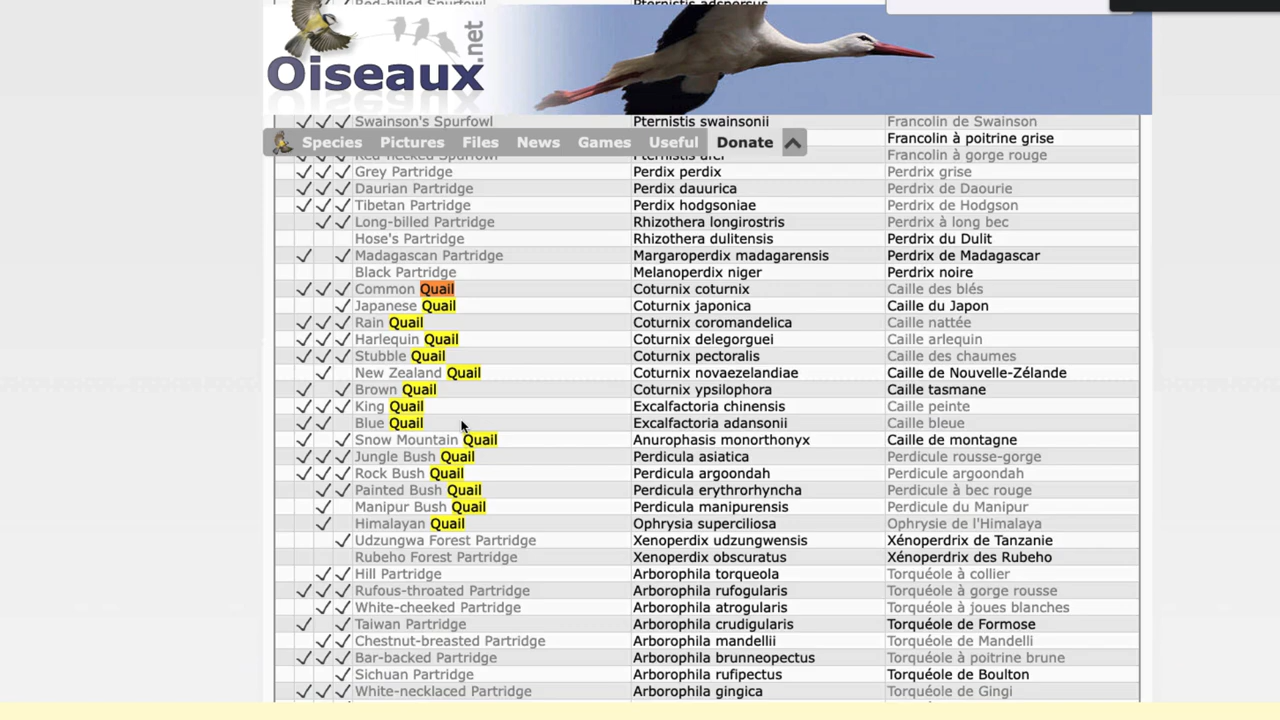 Red-billed Spurfowl Pternistis adspersus
Oiseaux.net
Swainson's Spurfowl Pternistis swainsonii Francolin de Swainson
Species Pictures Files News Games Useful Donate
Francolin à poitrine grise
Red-necked Spurfowl Pternistis afer Francolin à gorge rouge
Grey Partridge Perdix perdix Perdrix grise
Daurian Partridge Perdix dauurica Perdrix de Daourie
Tibetan Partridge Perdix hodgsoniae Perdrix de Hodgson
Long-billed Partridge Rhizothera longirostris Perdrix à long bec
Hose's Partridge Rhizothera dulitensis Perdrix du Dulit
Madagascan Partridge Margaroperdix madagarensis Perdrix de Madagascar
Black Partridge Melanoperdix niger Perdrix noire
Common Quail Coturnix coturnix Caille des blés
Japanese Quail Coturnix japonica Caille du Japon
Rain Quail Coturnix coromandelica Caille nattée
Harlequin Quail Coturnix delegorguei Caille arlequin
Stubble Quail Coturnix pectoralis Caille des chaumes
New Zealand Quail Coturnix novaezelandiae Caille de Nouvelle-Zélande
Brown Quail Coturnix ypsilophora Caille tasmane
King Quail Excalfactoria chinensis Caille peinte
Blue Quail Excalfactoria adansonii Caille bleue
Snow Mountain Quail Anurophasis monorthonyx Caille de montagne
Jungle Bush Quail Perdicula asiatica Perdicule rousse-gorge
Rock Bush Quail Perdicula argoondah Perdicule argoondah
Painted Bush Quail Perdicula erythrorhyncha Perdicule à bec rouge
Manipur Bush Quail Perdicula manipurensis Perdicule du Manipur
Himalayan Quail Ophrysia superciliosa Ophrysie de l'Himalaya
Udzungwa Forest Partridge Xenoperdix udzungwensis Xénoperdrix de Tanzanie
Rubeho Forest Partridge Xenoperdix obscuratus Xénoperdrix des Rubeho
Hill Partridge Arborophila torqueola Torquéole à collier
Rufous-throated Partridge Arborophila rufogularis Torquéole à gorge rousse
White-cheeked Partridge Arborophila atrogularis Torquéole à joues blanches
Taiwan Partridge Arborophila crudigularis Torquéole de Formose
Chestnut-breasted Partridge Arborophila mandellii Torquéole de Mandelli
Bar-backed Partridge Arborophila brunneopectus Torquéole à poitrine brune
Sichuan Partridge Arborophila rufipectus Torquéole de Boulton
White-necklaced Partridge Arborophila gingica Torquéole de Gingi